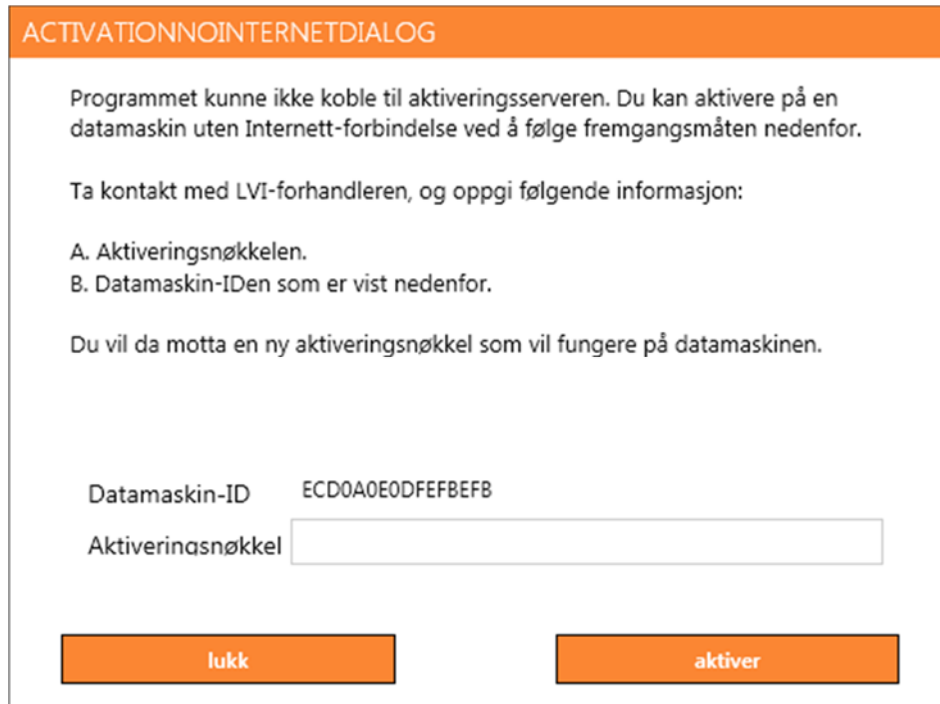 ACTIVATIONNOINTERNETDIALOG
Programmet kunne ikke koble til aktiveringsserveren. Du kan aktivere på en
datamaskin uten Internett-forbindelse ved å følge fremgangsmåten nedenfor.
Ta kontakt med LVI-forhandleren, og oppgi følgende informasjon:
A. Aktiveringsnøkkelen.
B. Datamaskin-IDen som er vist nedenfor.
Du vil da motta en ny aktiveringsnøkkel som vil fungere på datamaskinen.
Datamaskin-ID ECD0A0E0DFEFBEFB
Aktiveringsnøkkel
lukk aktiver